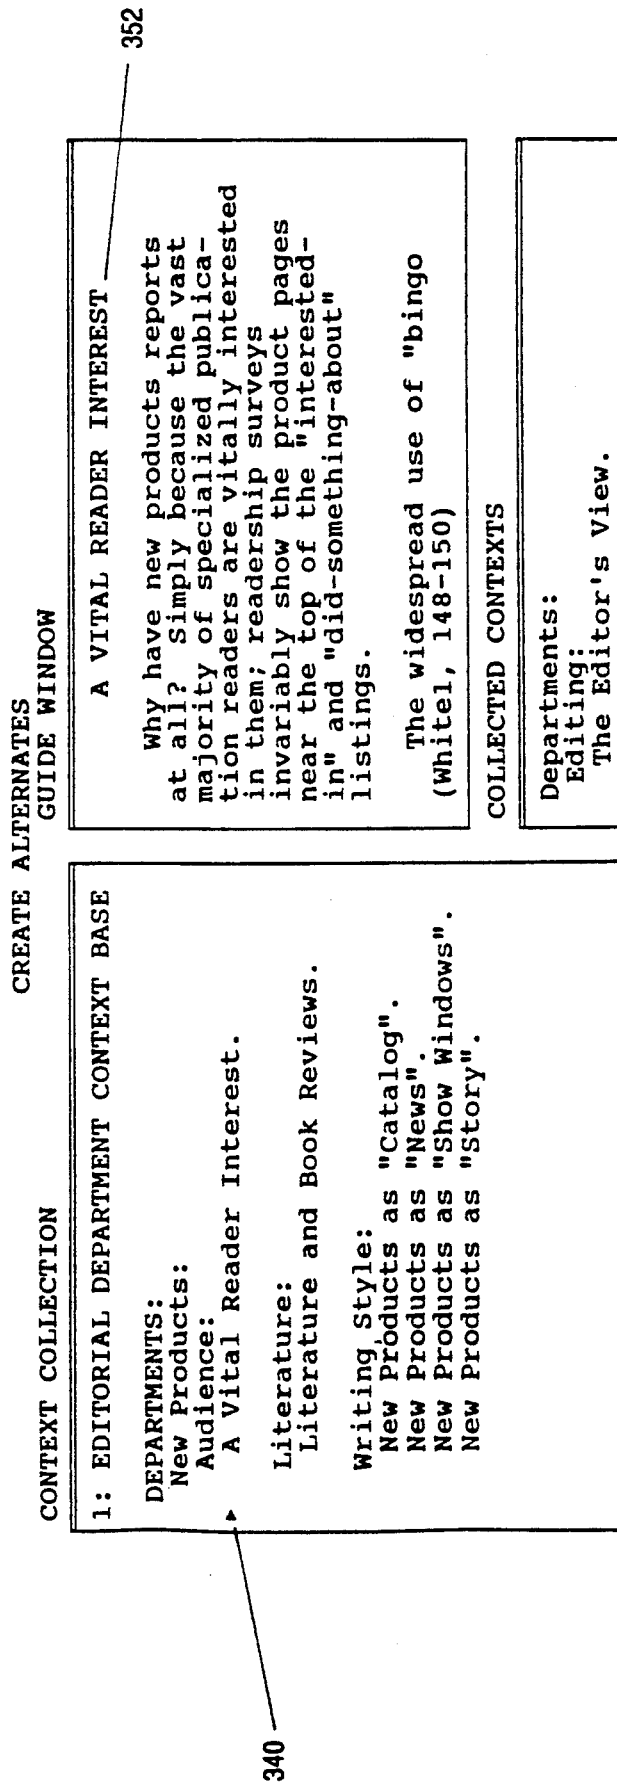 CREATE ALTERNATES
CONTEXT COLLECTION
1: EDITORIAL DEPARTMENT CONTEXT BASE
DEPARTMENTS:
New Products:
Audience:
▸ A Vital Reader Interest.
Literature:
Literature and Book Reviews.
Writing Style:
New Products as "Catalog".
New Products as "News".
New Products as "Show Windows".
New Products as "Story".
340
GUIDE WINDOW
A VITAL READER INTEREST
352
Why have new products reports
at all? Simply because the vast
majority of specialized publica-
tion readers are vitally interested
in them; readership surveys
invariably show the product pages
near the top of the "interested-
in" and "did-something-about"
listings.
The widespread use of "bingo
(White1, 148-150)
COLLECTED CONTEXTS
Departments:
Editing:
The Editor's View.